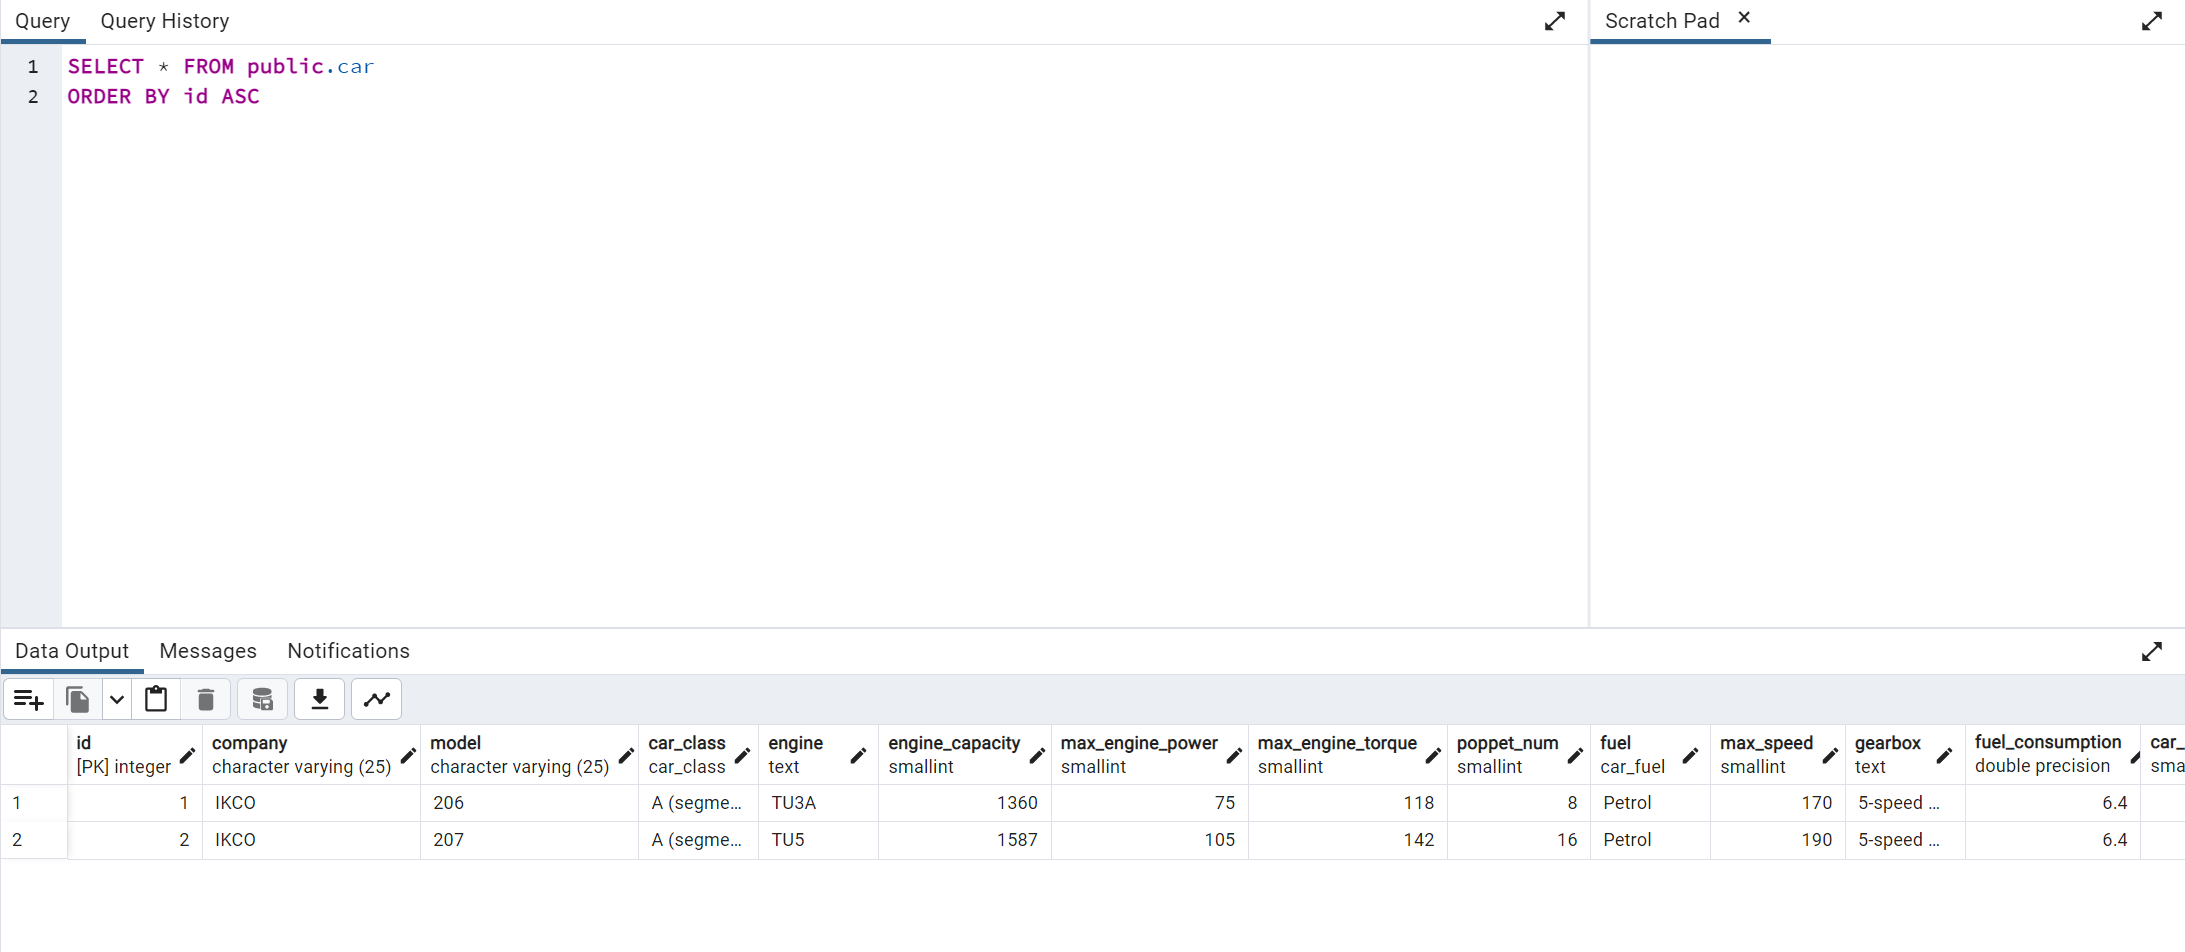 Query Query History Scratch Pad
1 SELECT * FROM public.car
2 ORDER BY id ASC
Data Output Messages Notifications
id company model car_class engine engine_capacity max_engine_power max_engine_torque poppet_num fuel max_speed gearbox fuel_consumption car_
[PK] integer character varying (25) character varying (25) car_class text smallint smallint smallint smallint car_fuel smallint text double precision sma
1 1 IKCO 206 A (segme... TU3A 1360 75 118 8 Petrol 170 5-speed ... 6.4
2 2 IKCO 207 A (segme... TU5 1587 105 142 16 Petrol 190 5-speed ... 6.4